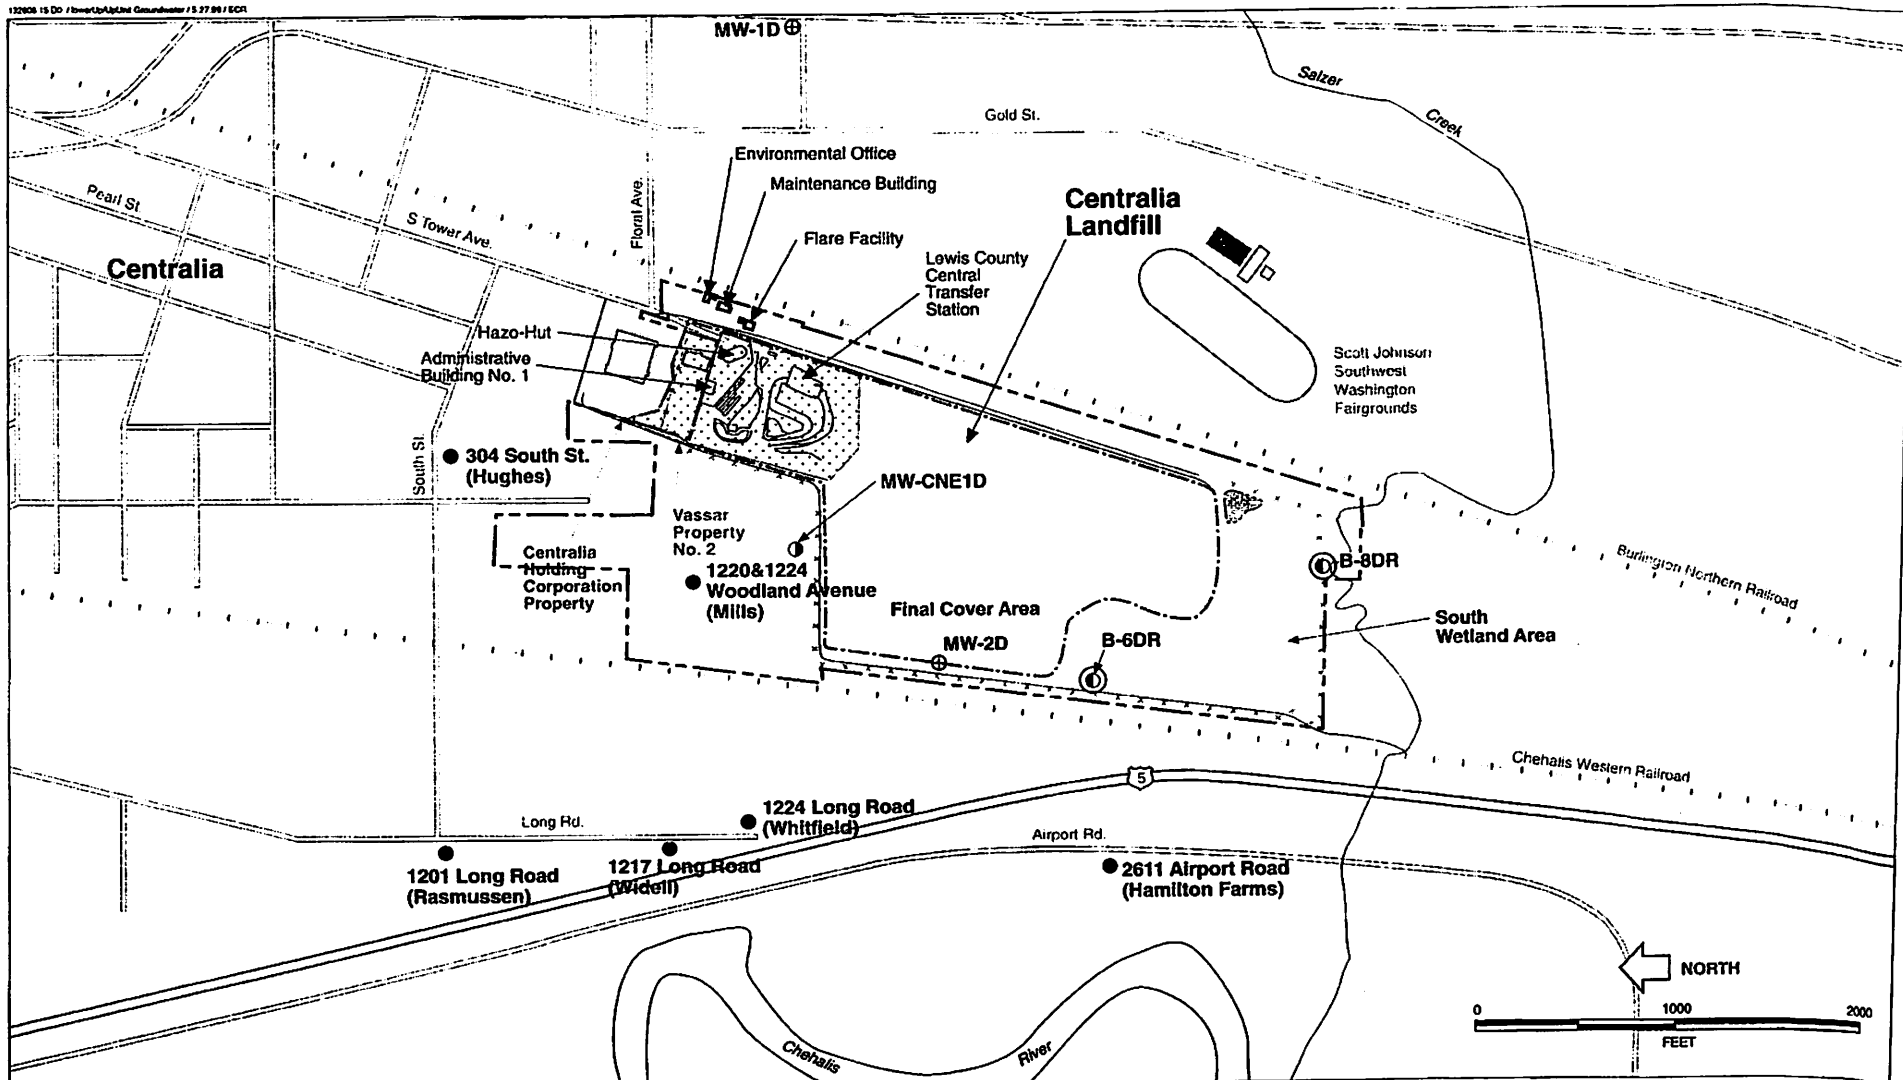 MW-1D
Salzer
Creek
Gold St.
Environmental Office
Maintenance Building
Flare Facility
Centralia
Landfill
Lewis County
Central
Transfer
Station
Floral Ave.
Pearl St
S Tower Ave.
Centralia
Hazo-Hut
Administrative
Building No. 1
Scott Johnson
Southwest
Washington
Fairgrounds
South St.
304 South St.
(Hughes)
MW-CNE1D
Vassar
Property
No. 2
Centralia
Holding
Corporation
Property
1220&1224
Woodland Avenue
(Mills)
Final Cover Area
MW-2D
B-6DR
B-8DR
Burlington Northern Railroad
South
Wetland Area
Chehalis Western Railroad
5
Long Rd.
1224 Long Road
(Whitfield)
Airport Rd.
1201 Long Road
(Rasmussen)
1217 Long Road
(Widell)
2611 Airport Road
(Hamilton Farms)
NORTH
0 1000 2000
FEET
Chehalis
River